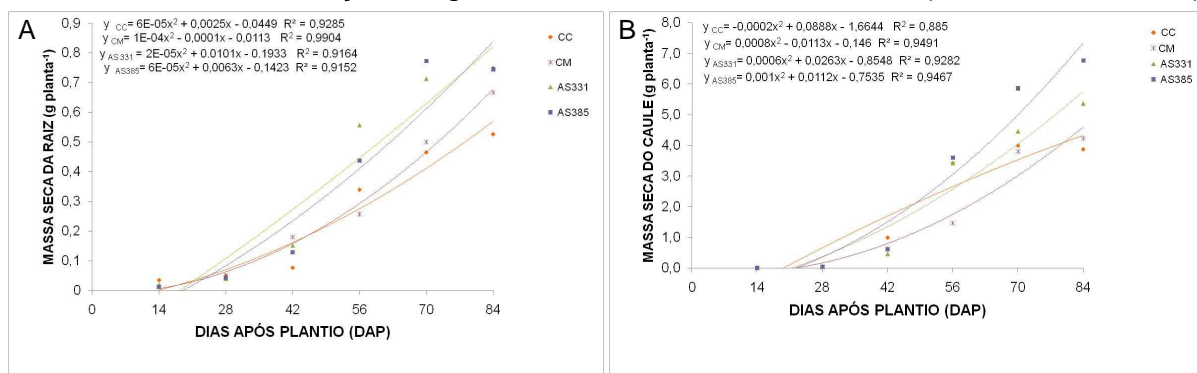 A
y CC= 6E-05x² + 0,0025x - 0,0449 R² = 0,9285
y CM= 1E-04x² - 0,0001x - 0,0113 R² = 0,9904
y AS 331= 2E-05x² + 0,0101x - 0,1933 R² = 0,9164
y AS385= 6E-05x² + 0,0063x - 0,1423 R² = 0,9152
MASSA SECA DA RAIZ (g planta-¹)
0,9
0,8
0,7
0,6
0,5
0,4
0,3
0,2
0,1
0
0 14 28 42 56 70 84
DIAS APÓS PLANTIO (DAP)
CC
CM
AS331
AS385
B
y CC= -0,0002x² + 0,0888x - 1,6644 R² = 0,885
y CM= 0,0008x² - 0,0113x - 0,146 R² = 0,9491
y AS331= 0,0006x² + 0,0263x - 0,8548 R² = 0,9282
y AS385= 0,001x² + 0,0112x - 0,7535 R² = 0,9467
MASSA SECA DO CAULE (g planta-¹)
8,0
7,0
6,0
5,0
4,0
3,0
2,0
1,0
0,0
0 14 28 42 56 70 84
DIAS APÓS PLANTIO (DAP)
CC
CM
AS331
AS385